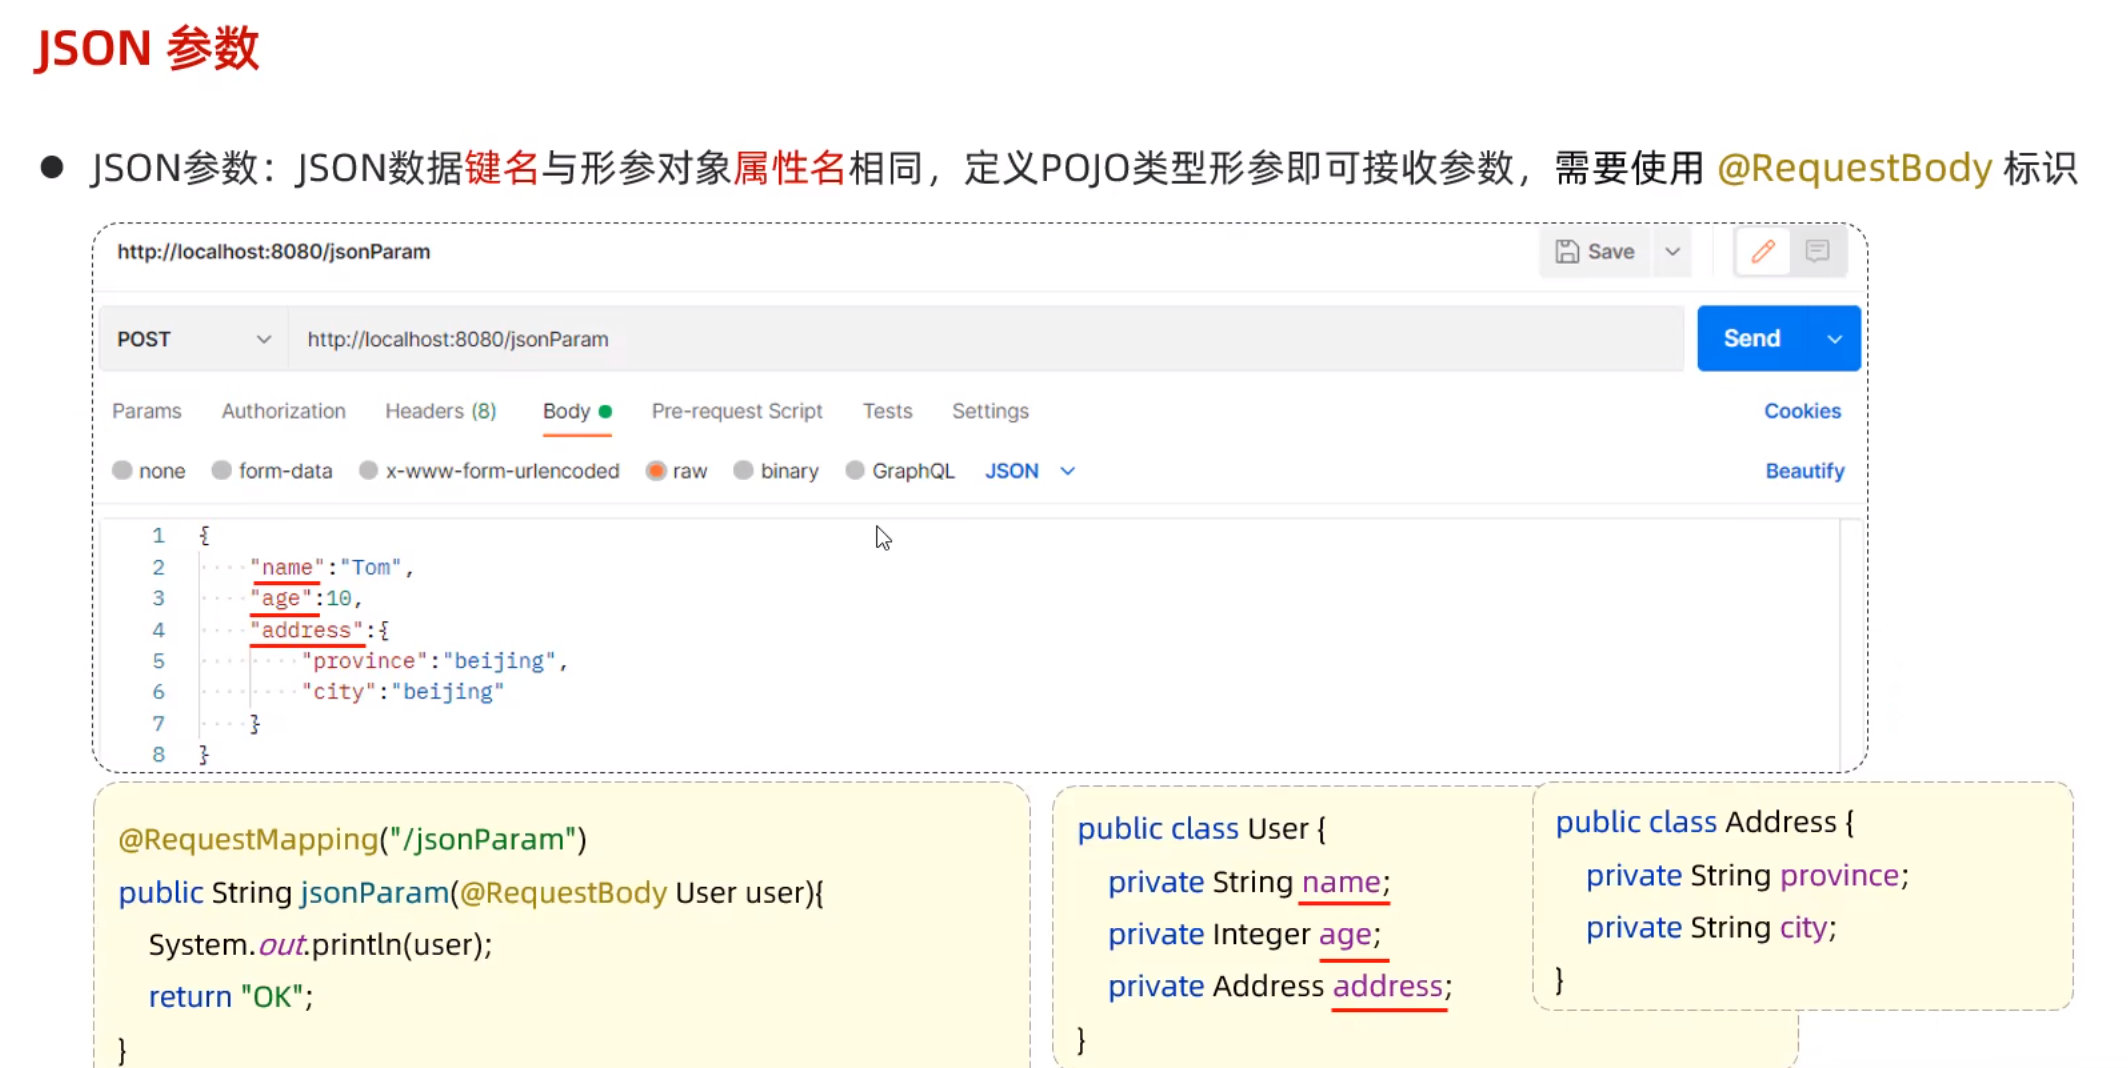 JSON 参数
● JSON参数：JSON数据键名与形参对象属性名相同，定义POJO类型形参即可接收参数，需要使用 @RequestBody 标识
http://localhost:8080/jsonParam
Save
POST http://localhost:8080/jsonParam Send
Params Authorization Headers (8) Body Pre-request Script Tests Settings Cookies
none form-data x-www-form-urlencoded raw binary GraphQL JSON Beautify
1 {
2 "name":"Tom",
3 "age":10,
4 "address":{
5 "province":"beijing",
6 "city":"beijing"
7 }
8 }
@RequestMapping("/jsonParam")
public String jsonParam(@RequestBody User user){
System.out.println(user);
return "OK";
}
public class User {
private String name;
private Integer age;
private Address address;
}
public class Address {
private String province;
private String city;
}